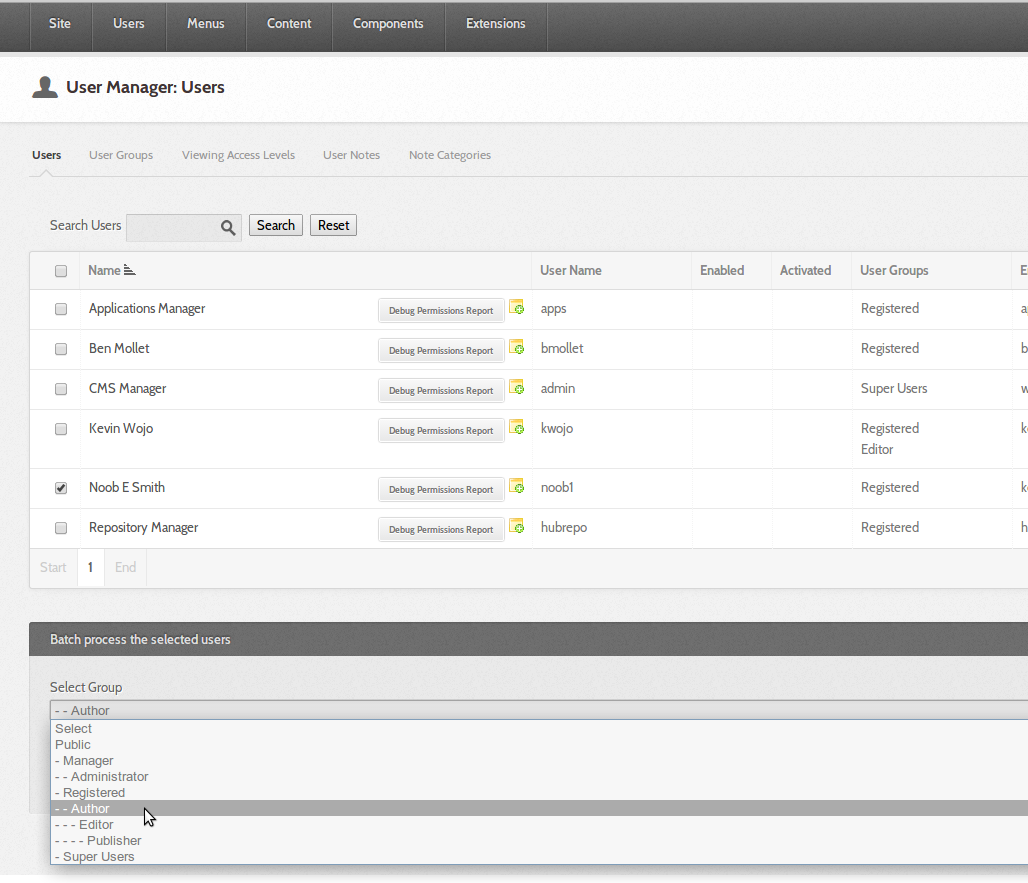 Site Users Menus Content Components Extensions
User Manager: Users
Users User Groups Viewing Access Levels User Notes Note Categories
Search Users Search Reset
Name User Name Enabled Activated User Groups
Applications Manager Debug Permissions Report apps Registered
Ben Mollet Debug Permissions Report bmollet Registered
CMS Manager Debug Permissions Report admin Super Users
Kevin Wojo Debug Permissions Report kwojo Registered
Editor
Noob E Smith Debug Permissions Report noob1 Registered
Repository Manager Debug Permissions Report hubrepo Registered
Start 1 End
Batch process the selected users
Select Group
- - Author
Select
Public
- Manager
- - Administrator
- Registered
- - Author
- - - Editor
- - - - Publisher
- Super Users